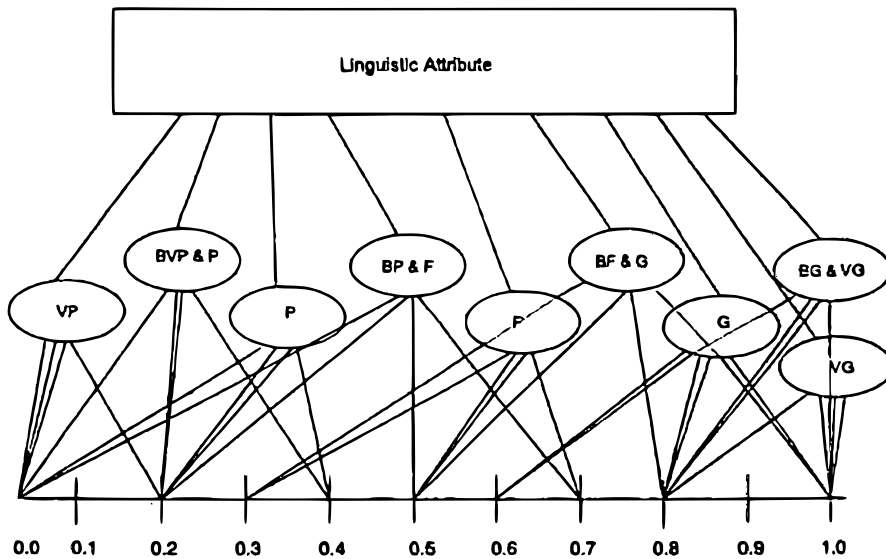 Linguistic Attribute
BVP & P
BP & F
BF & G
BG & VG
VP
P
G
VG
0.0 0.1 0.2 0.3 0.4 0.5 0.6 0.7 0.8 0.9 1.0